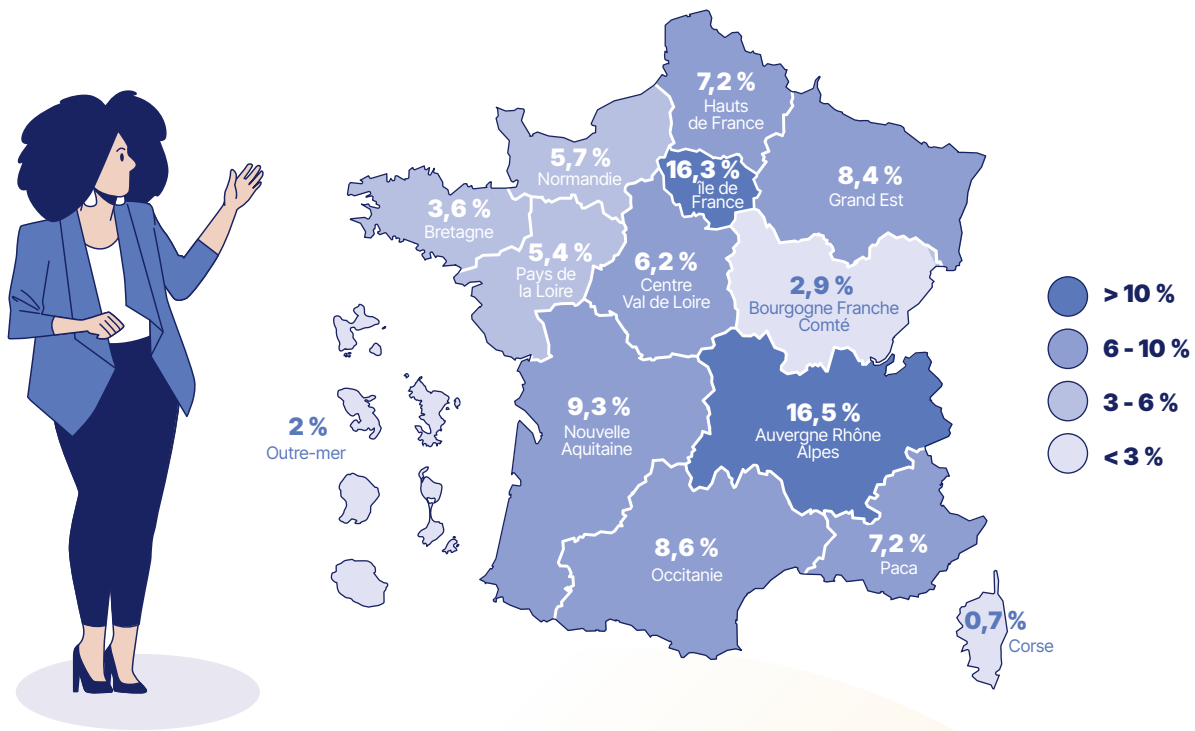 7,2 %
Hauts
de France
5,7 %
Normandie
16,3 %
île de
France
8,4 %
Grand Est
3,6 %
Bretagne
5,4 %
Pays de
la Loire
6,2 %
Centre
Val de Loire
2,9 %
Bourgogne Franche
Comté
> 10 %
6 - 10 %
3 - 6 %
< 3 %
2 %
Outre-mer
9,3 %
Nouvelle
Aquitaine
16,5 %
Auvergne Rhône
Alpes
8,6 %
Occitanie
7,2 %
Paca
0,7 %
Corse